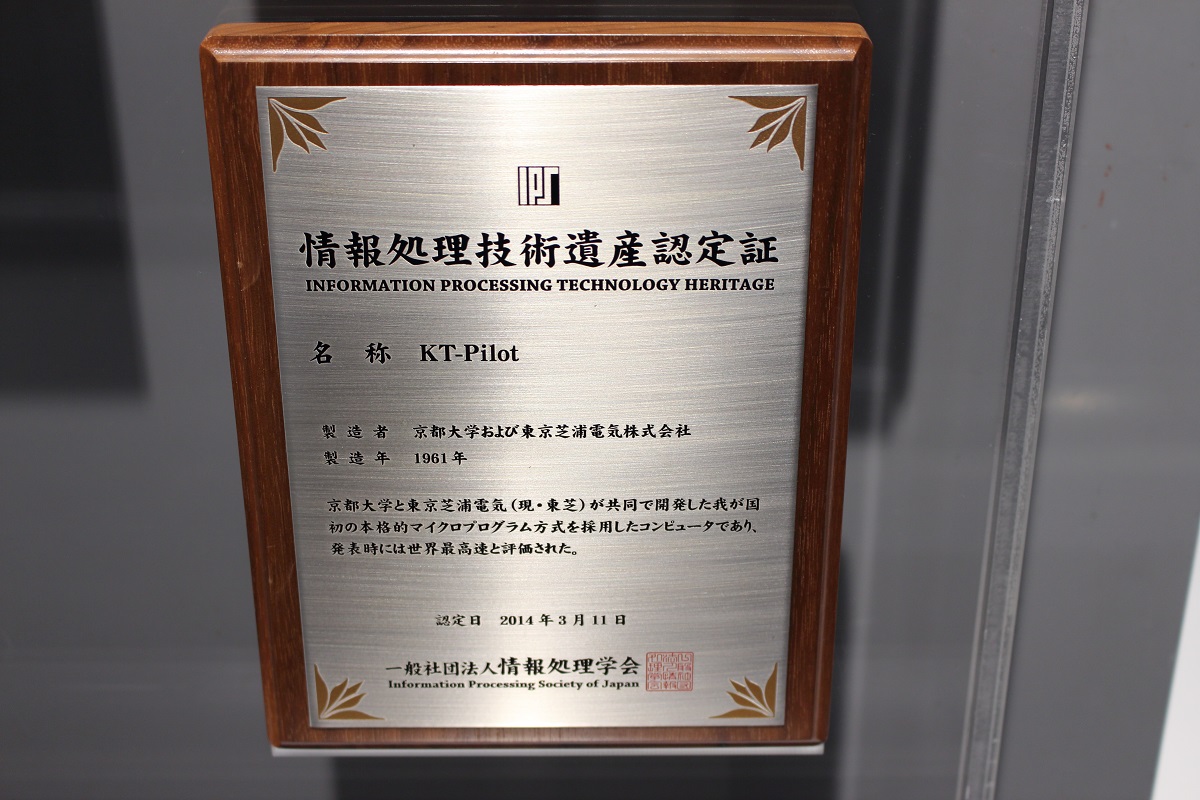 IPSJ
情報処理技術遺産認定証
INFORMATION PROCESSING TECHNOLOGY HERITAGE
名 称 KT-Pilot
製造者 京都大学および東京芝浦電気株式会社
製造年 1961年
京都大学と東京芝浦電気(現・東芝)が共同で開発した我が国
初の本格的マイクロプログラム方式を採用したコンピュータであり、
発表時には世界最高速と評価された。
認定日 2014年3月11日
一般社団法人情報処理学会
Information Processing Society of Japan